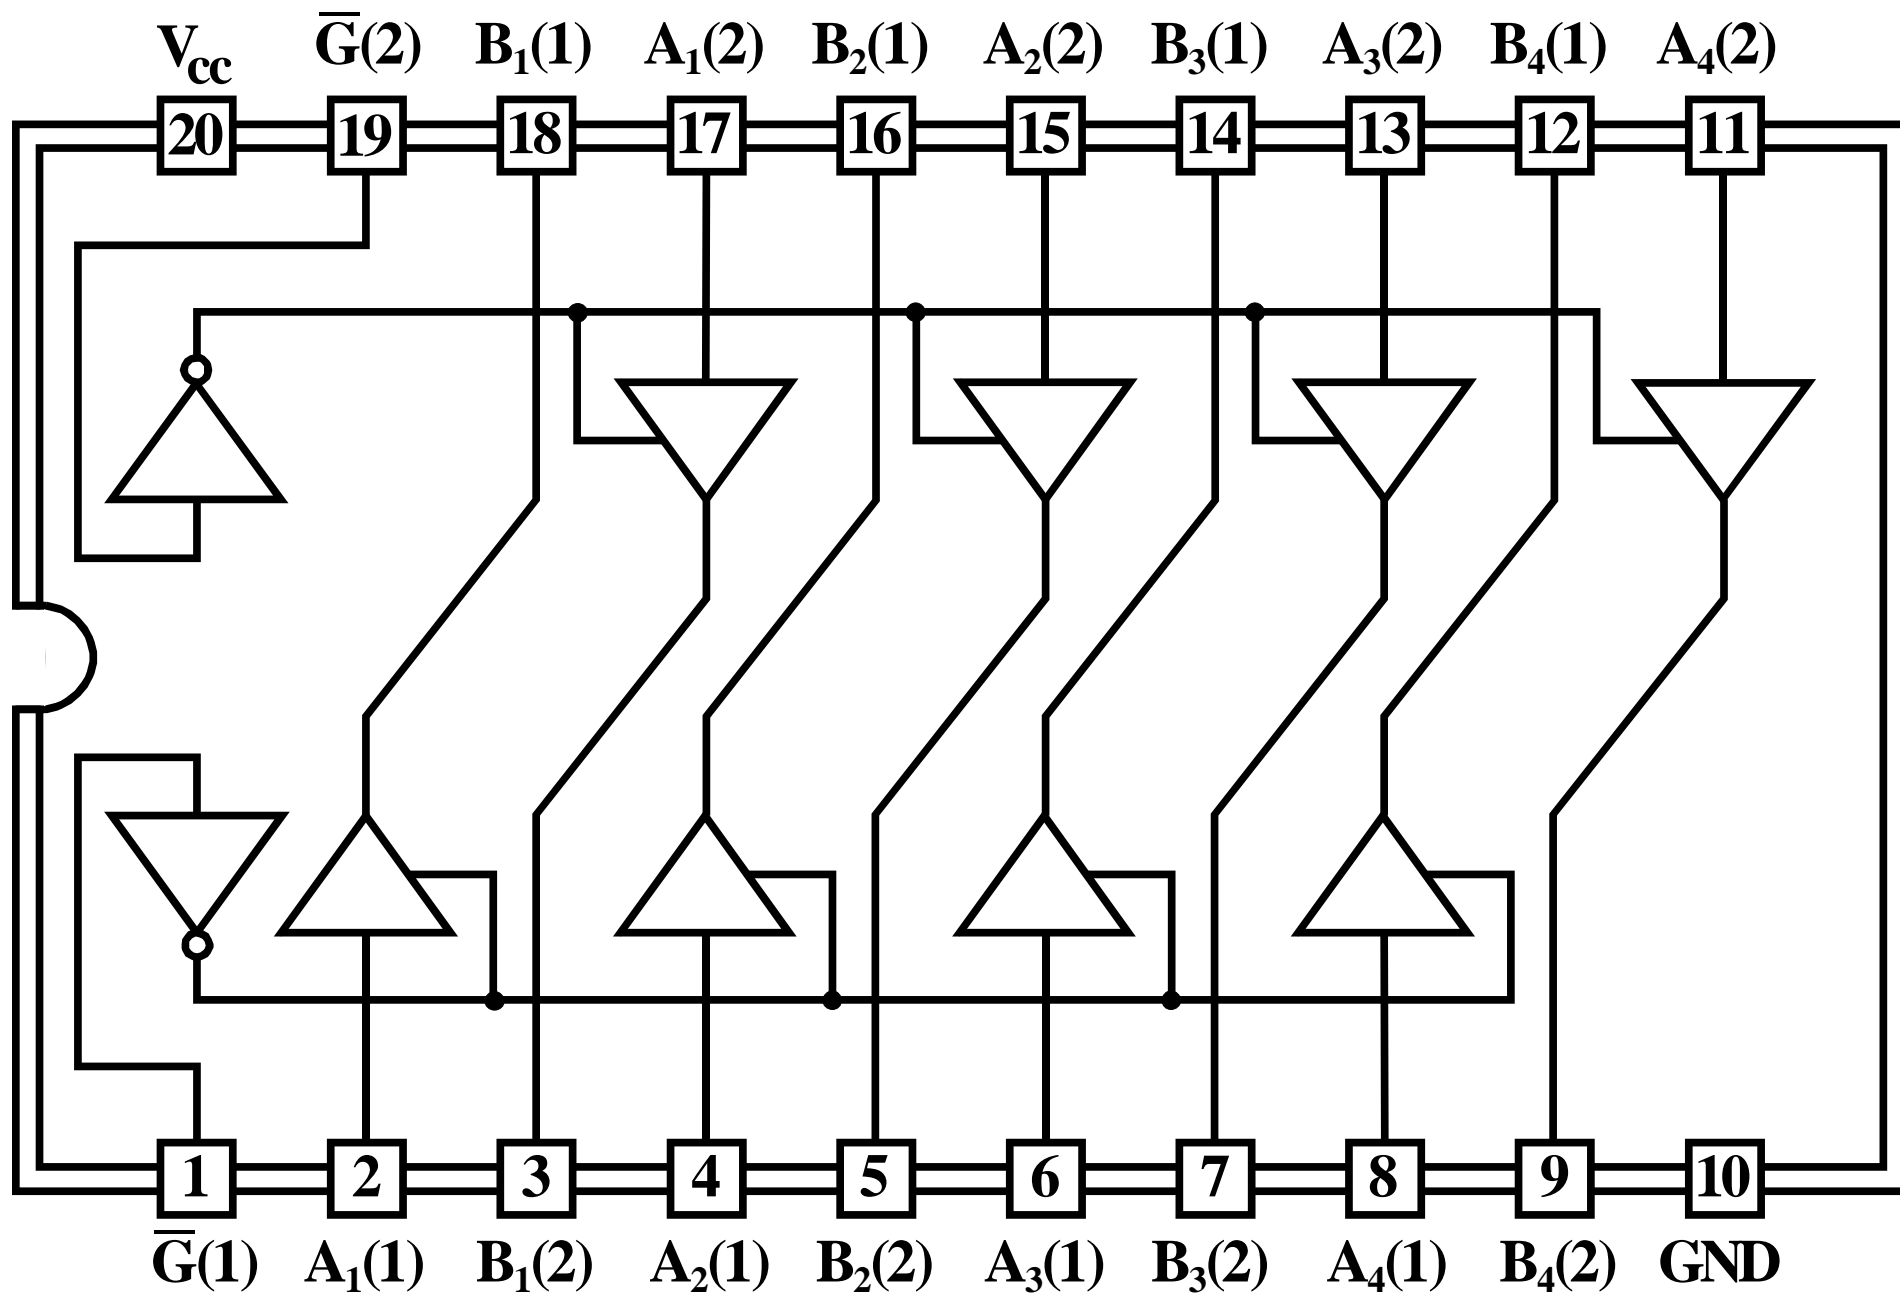 Vcc G̅(2) B₁(1) A₁(2) B₂(1) A₂(2) B₃(1) A₃(2) B₄(1) A₄(2)
20 19 18 17 16 15 14 13 12 11
1 2 3 4 5 6 7 8 9 10
G̅(1) A₁(1) B₁(2) A₂(1) B₂(2) A₃(1) B₃(2) A₄(1) B₄(2) GND